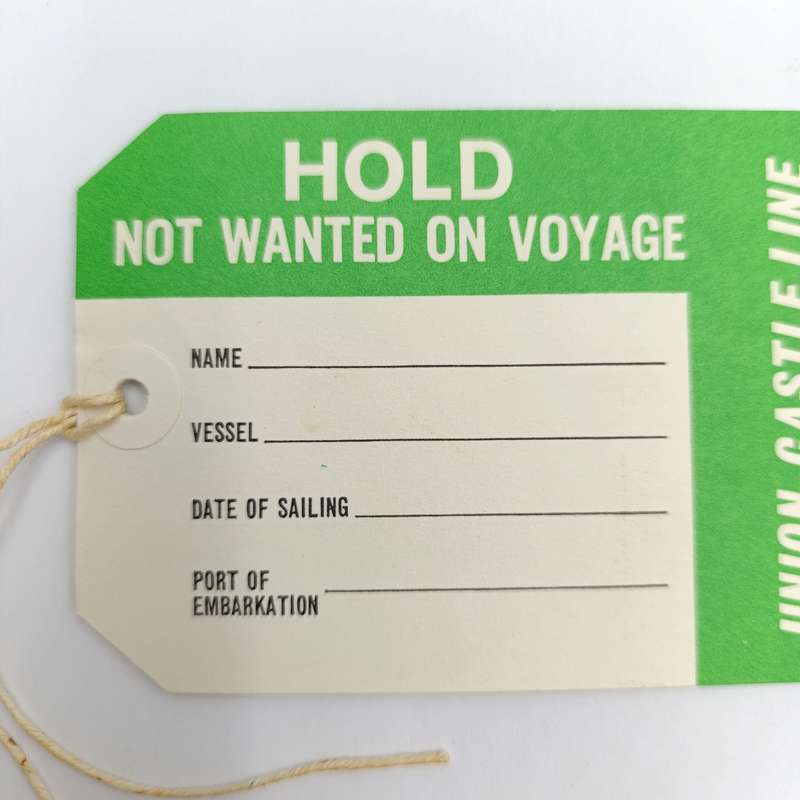 HOLD
NOT WANTED ON VOYAGE
NAME
VESSEL
DATE OF SAILING
PORT OF
EMBARKATION
UNION CASTLE LINE